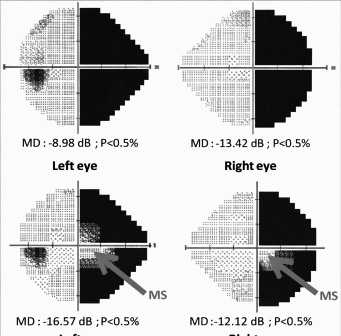 MD : -8.98 dB ; P<0.5%
MD : -13.42 dB ; P<0.5%
Left eye
Right eye
MS
MS
MD : -16.57 dB ; P<0.5%
MD : -12.12 dB ; P<0.5%